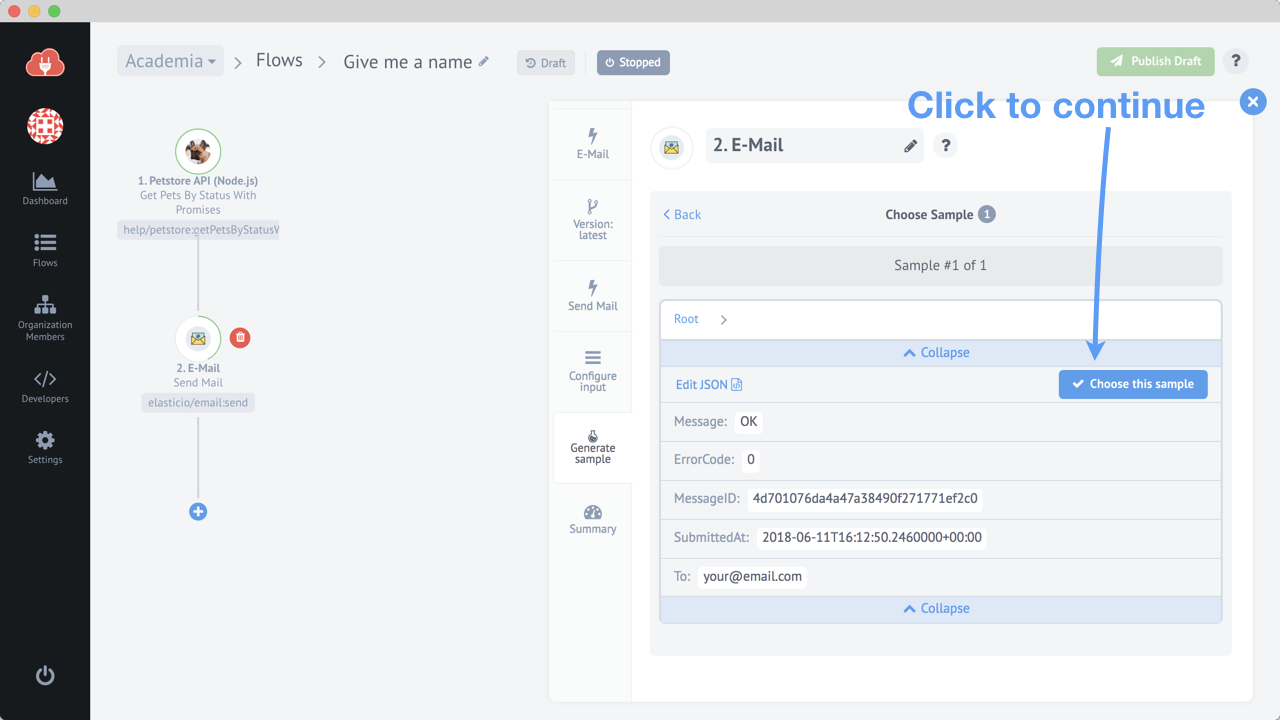 Academia
Flows
Give me a name
Draft
Stopped
Publish Draft
?
Click to continue
Dashboard
Flows
Organization
Members
Developers
Settings
1. Petstore API (Node.js)
Get Pets By Status With
Promises
help/petstore:getPetsByStatusW
2. E-Mail
Send Mail
elasticio/email:send
E-Mail
Version:
latest
Send Mail
Configure
input
Generate
sample
Summary
2. E-Mail
?
Back
Choose Sample 1
Sample #1 of 1
Root
Collapse
Edit JSON
Choose this sample
Message: OK
ErrorCode: 0
MessageID: 4d701076da4a47a38490f271771ef2c0
SubmittedAt: 2018-06-11T16:12:50.2460000+00:00
To: your@email.com
Collapse